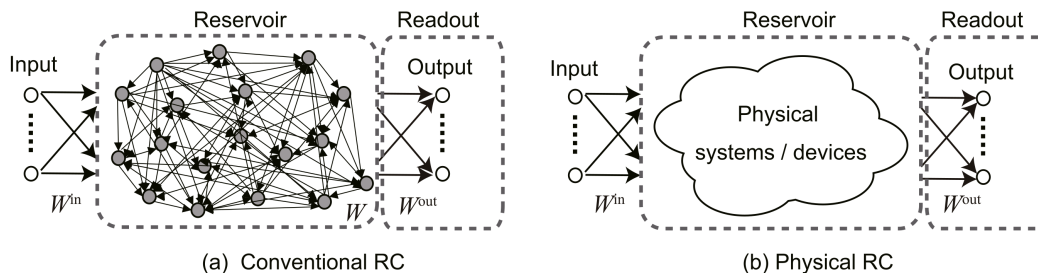 Reservoir
Readout
Input
Output
W^in
W
W^out
(a) Conventional RC
Reservoir
Readout
Input
Output
Physical
systems / devices
W^in
W^out
(b) Physical RC